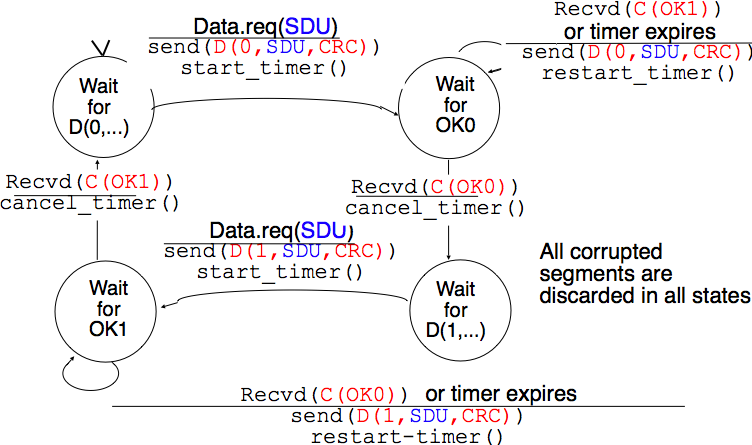 Data.req(SDU)
send(D(0,SDU,CRC))
start_timer()
Recvd(C(OK1))
or timer expires
send(D(0,SDU,CRC))
restart_timer()
Wait
for
D(0,...)
Wait
for
OK0
Recvd(C(OK1))
cancel_timer()
Recvd(C(OK0))
cancel_timer()
Data.req(SDU)
send(D(1,SDU,CRC))
start_timer()
All corrupted
segments are
discarded in all states
Wait
for
OK1
Wait
for
D(1,...)
Recvd(C(OK0)) or timer expires
send(D(1,SDU,CRC))
restart-timer()